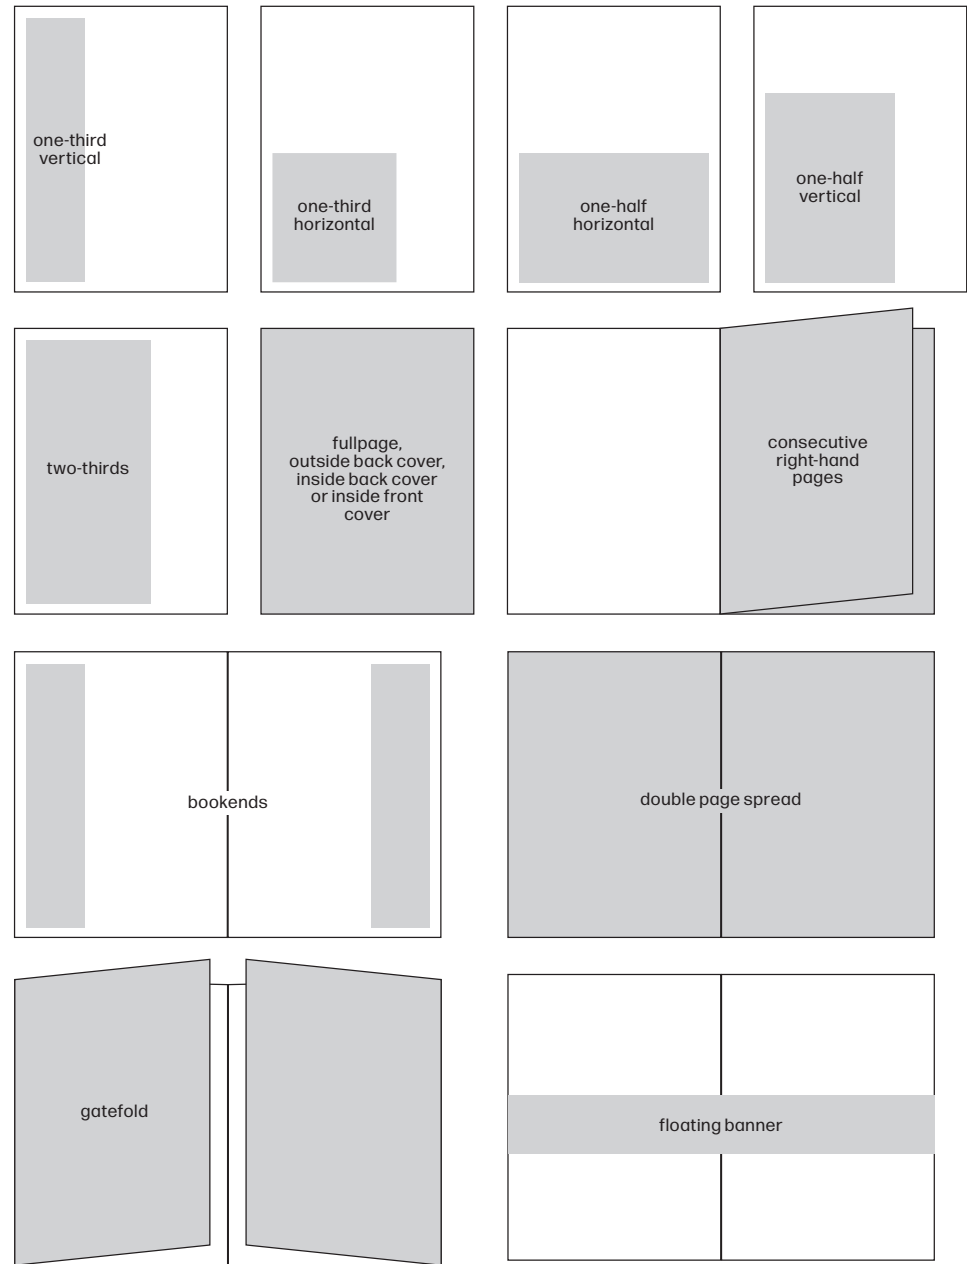 one-third
vertical
one-third
horizontal
one-half
horizontal
one-half
vertical
two-thirds
fullpage,
outside back cover,
inside back cover
or inside front
cover
consecutive
right-hand
pages
bookends
double page spread
gatefold
floating banner